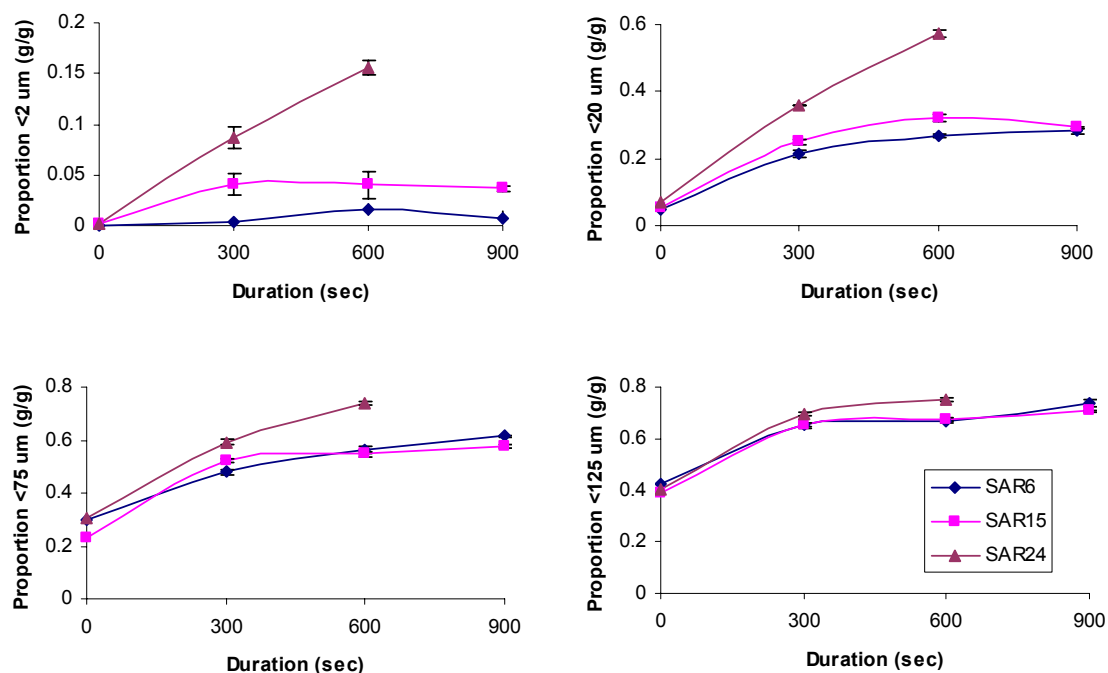 Proportion <2 um (g/g)
0.2
0.15
0.1
0.05
0
0 300 600 900
Duration (sec)
Proportion <20 um (g/g)
0.6
0.4
0.2
0
0 300 600 900
Duration (sec)
Proportion <75 um (g/g)
0.8
0.6
0.4
0.2
0
0 300 600 900
Duration (sec)
Proportion <125 um (g/g)
0.8
0.6
0.4
0.2
0
0 300 600 900
Duration (sec)
SAR6
SAR15
SAR24